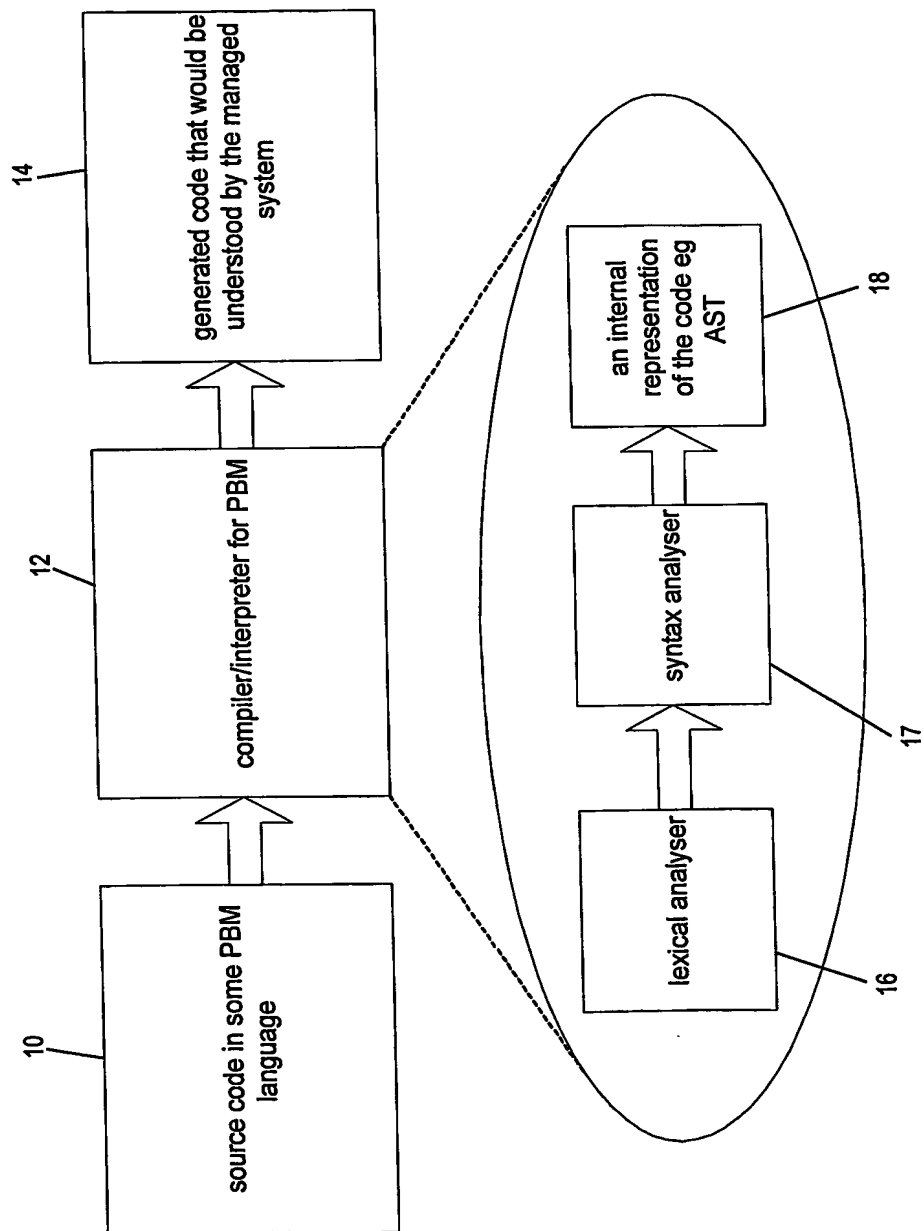 10
source code in some PBM
language
12
compiler/interpreter for PBM
14
generated code that would be
understood by the managed
system
16
lexical analyser
17
syntax analyser
18
an internal
representation
of the code eg
AST